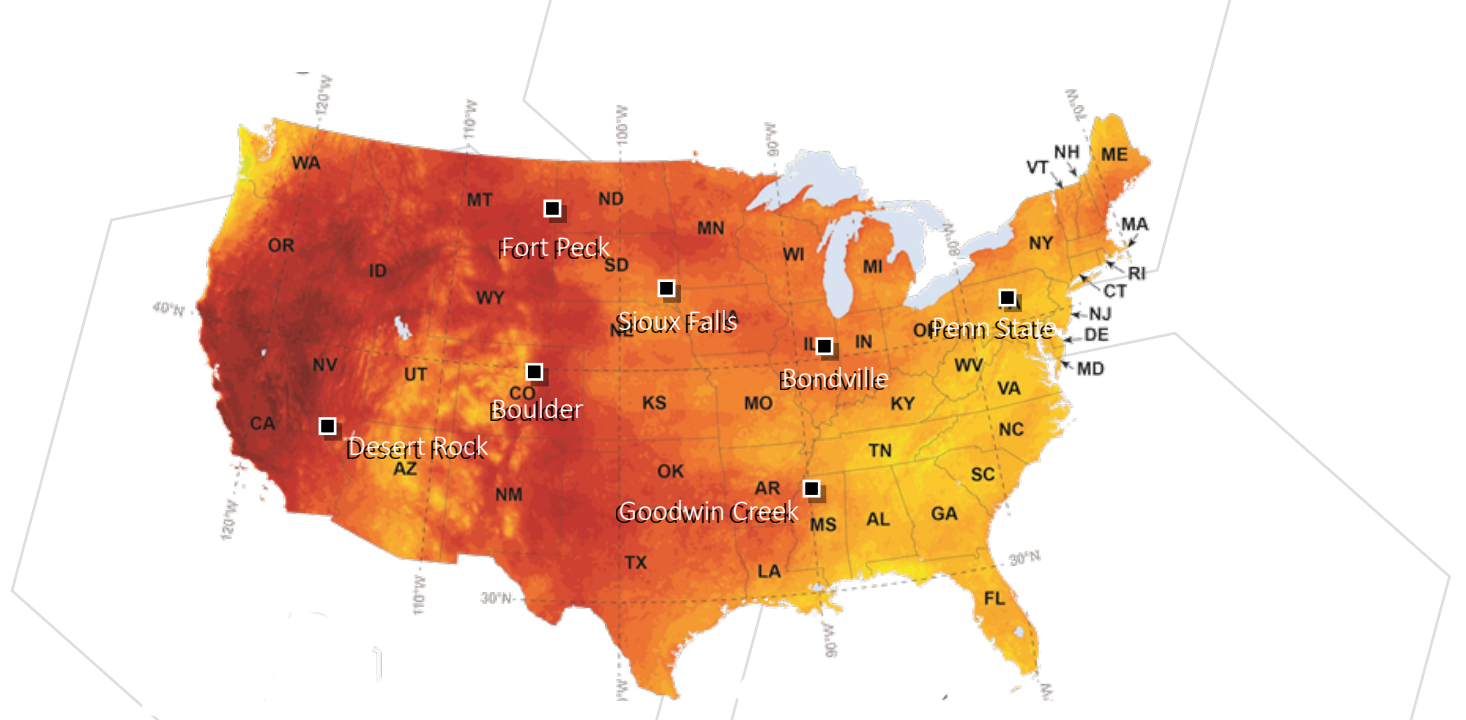 120°W
110°W
100°W
90°W
70°W
WA
MT
ND
MN
WI
MI
VT
NH
ME
MA
NY
80°W
RI
CT
NJ
DE
MD
OR
ID
WY
SD
Fort Peck
40°N
Sioux Falls
NE
IA
IL
IN
OH
PA
Penn State
Bondville
NV
UT
CO
Boulder
KS
MO
KY
WV
VA
CA
Desert Rock
AZ
NM
OK
AR
TN
NC
SC
Goodwin Creek
MS
AL
GA
TX
LA
FL
120°W
110°W
30°N
30°N
90°W